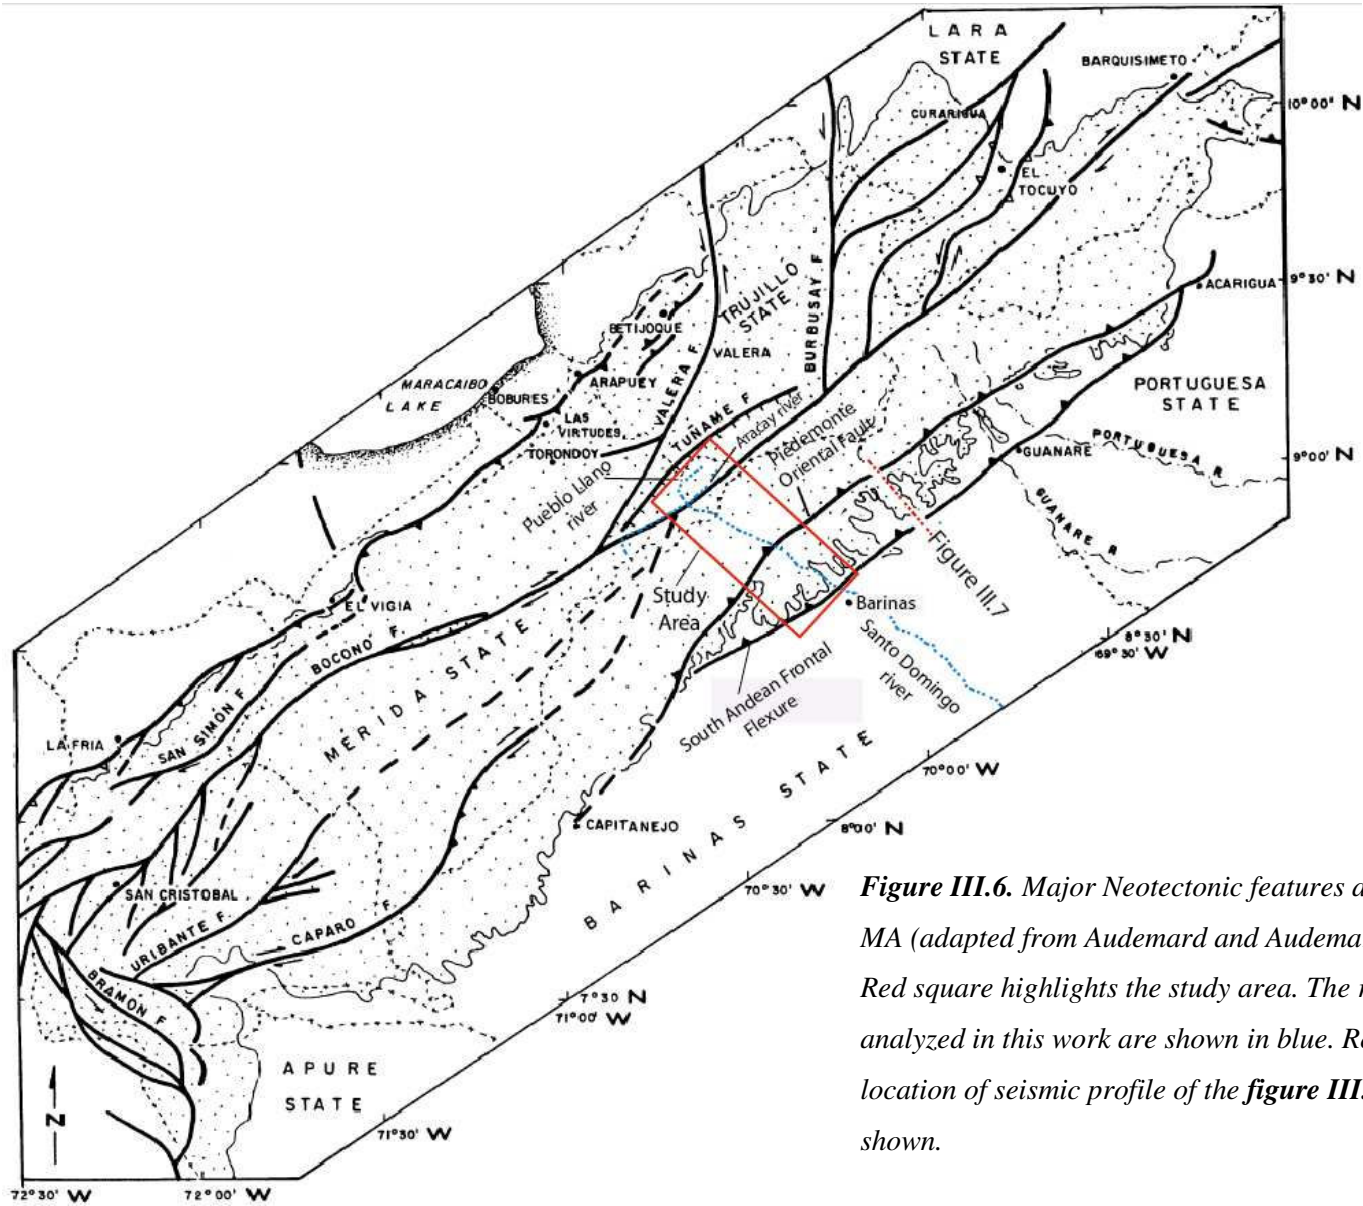 LARA
STATE
BARQUISIMETO
10°00' N
CURARIGUA
EL
TOCUYO
9°30' N
ACARIGUA
TRUJILLO
STATE
BURBUSAY F
BETIJOQUE
VALERA
VALERA F
MARACAIBO
LAKE
ARAPUEY
BOBURES
LAS
VIRTUDES
TORONDOY
TUNAME F
Aracay river
Piedemonte
Oriental Fault
PORTUGUESA
STATE
PORTUGUESA R
GUANARE
9°00' N
GUANARE R
Pueblo Llano
river
Figure III.7
Study
Area
EL VIGIA
Barinas
Santo Domingo
river
8°30' N
69°30' W
BOCONO F
MERIDA STATE
South Andean Frontal
Flexure
SAN SIMON F
LA FRIA
70°00' W
CAPITANEJO
8°00' N
BARINAS STATE
70°30' W
SAN CRISTOBAL
URIBANTE F
CAPARO F
BRAMON F
7°30 N
71°00' W
APURE
STATE
N
71°30' W
72°30' W
72°00' W
Figure III.6. Major Neotectonic features
MA (adapted from Audemard and
Red square highlights the study area. The
analyzed in this work are shown in blue.
location of seismic profile of the figure III.
shown.